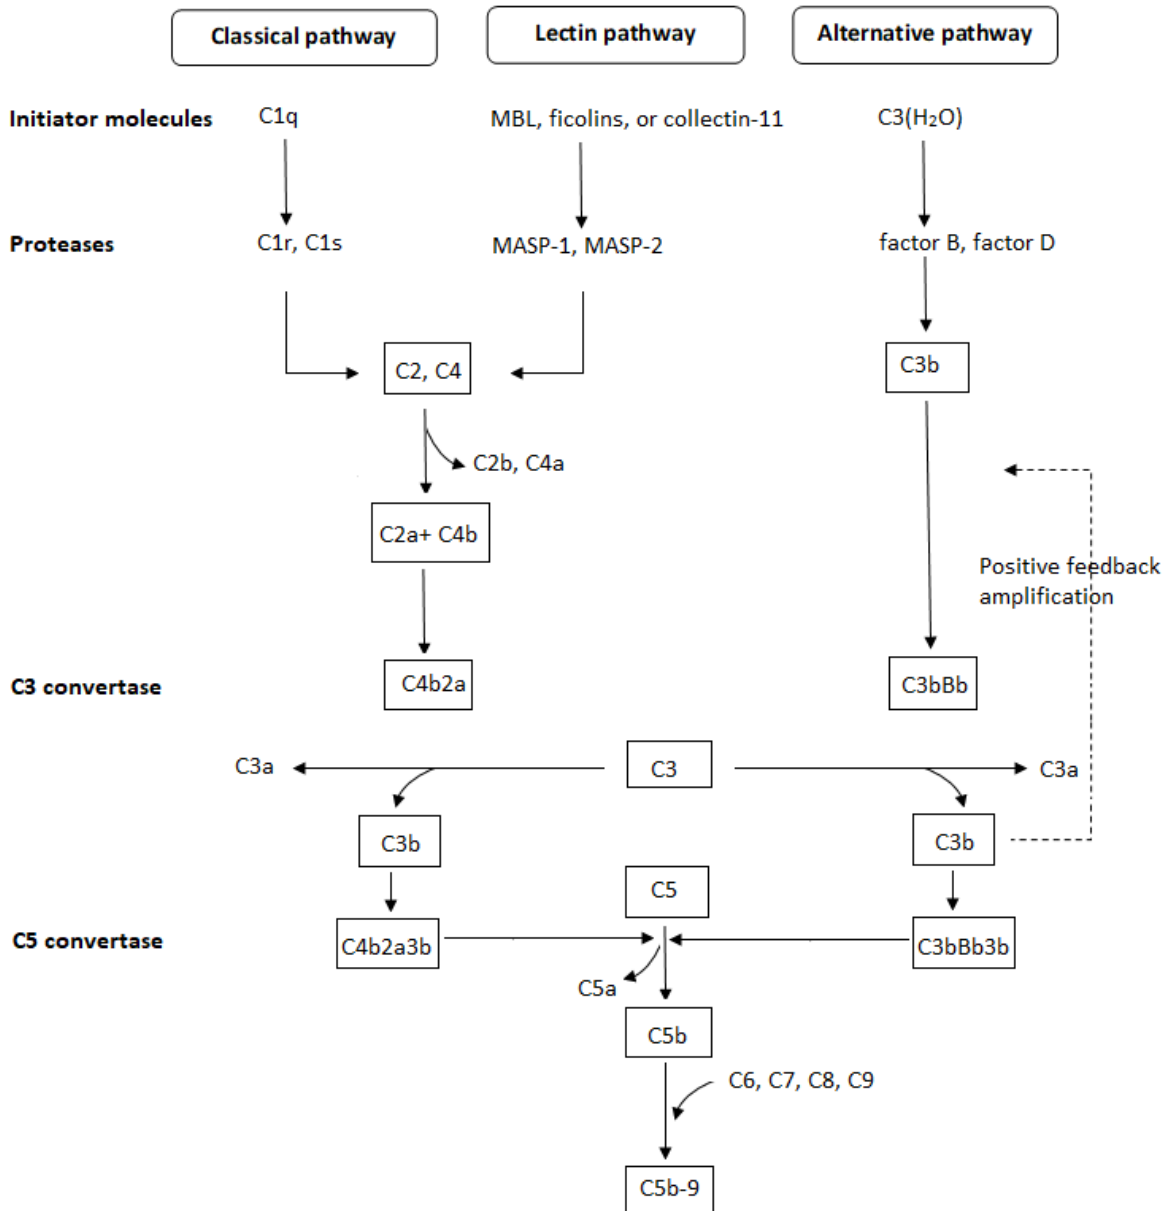 Classical pathway
Lectin pathway
Alternative pathway
Initiator molecules
C1q
MBL, ficolins, or collectin-11
C3(H₂O)
Proteases
C1r, C1s
MASP-1, MASP-2
factor B, factor D
C2, C4
C3b
C2b, C4a
C2a+ C4b
Positive feedback
amplification
C3 convertase
C4b2a
C3bBb
C3a
C3
C3a
C3b
C3b
C5
C5 convertase
C4b2a3b
C3bBb3b
C5a
C5b
C6, C7, C8, C9
C5b-9